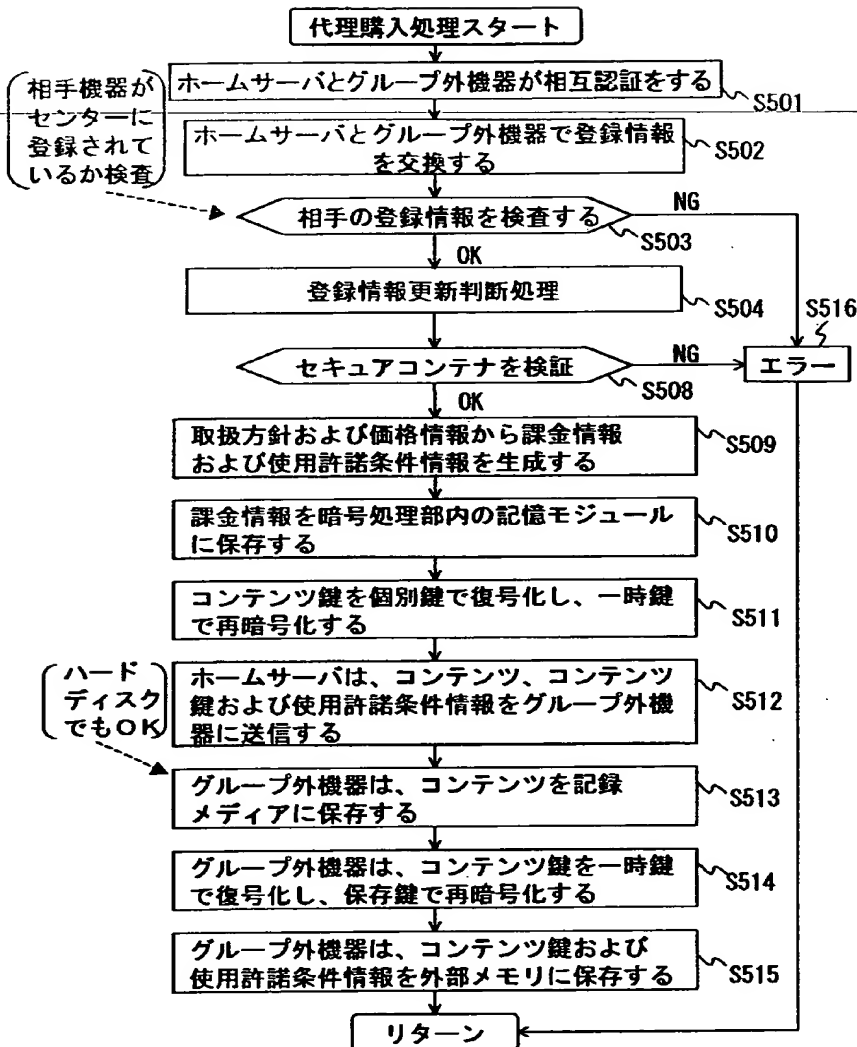 代理購入処理スタート
相手機器が
センターに
登録されて
いるか検査
ホームサーバとグループ外機器が相互認証をする
S501
ホームサーバとグループ外機器で登録情報
を交換する
S502
相手の登録情報を検査する
NG
S503
OK
登録情報更新判断処理
S504
S516
セキュアコンテナを検証
NG
エラー
S508
OK
取扱方針および価格情報から課金情報
および使用許諾条件情報を生成する
S509
課金情報を暗号処理部内の記憶モジュール
に保存する
S510
コンテンツ鍵を個別鍵で復号化し、一時鍵
で再暗号化する
S511
ハード
ディスク
でもOK
ホームサーバは、コンテンツ、コンテンツ
鍵および使用許諾条件情報をグループ外機
器に送信する
S512
グループ外機器は、コンテンツを記録
メディアに保存する
S513
グループ外機器は、コンテンツ鍵を一時鍵
で復号化し、保存鍵で再暗号化する
S514
グループ外機器は、コンテンツ鍵および
使用許諾条件情報を外部メモリに保存する
S515
リターン